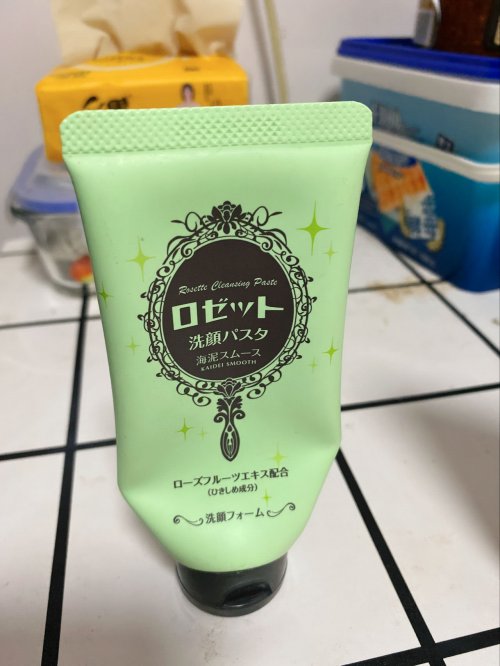 Rosette Cleansing Paste
ロゼット
洗顔パスタ
海泥スムース
KAIDEI SMOOTH
ローズフルーツエキス配合
(ひきしめ成分)
洗顔フォーム